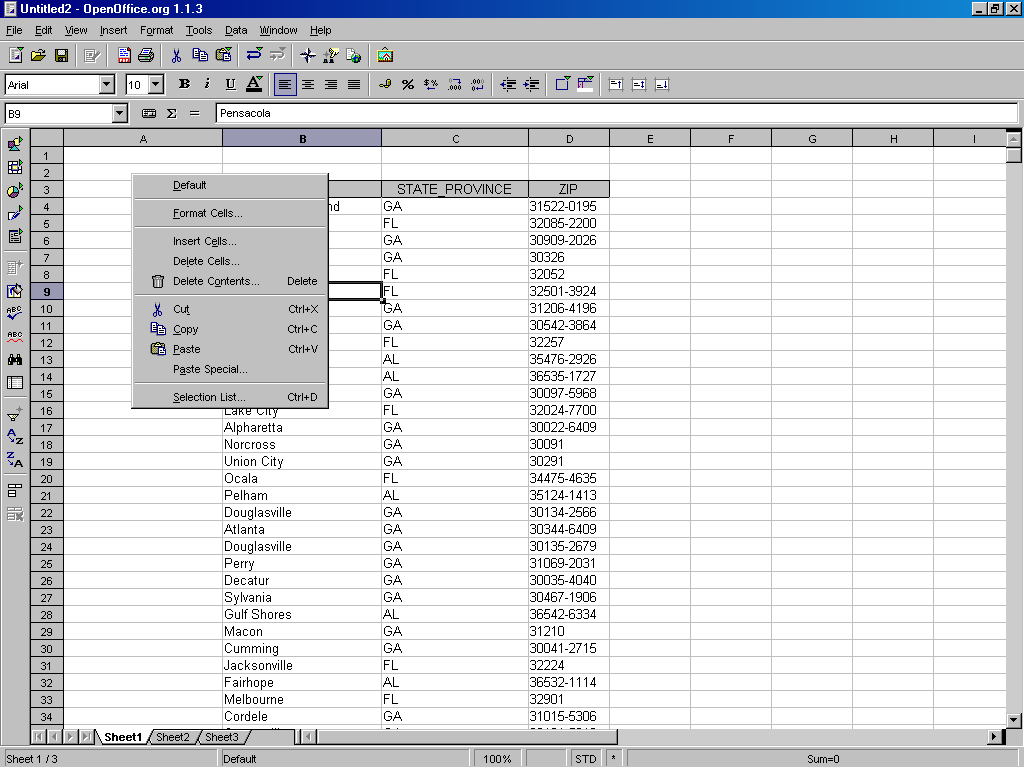 Untitled2 - OpenOffice.org 1.1.3
File Edit View Insert Format Tools Data Window Help
Arial 10 B i U A
B9 Σ = Pensacola
A B C D E F G H I
1
2
3 STATE_PROVINCE ZIP
4 nd GA 31522-0195
5 FL 32085-2200
6 GA 30909-2026
7 GA 30326
8 FL 32052
9 FL 32501-3924
10 GA 31206-4196
11 GA 30542-3864
12 FL 32257
13 AL 35476-2926
14 AL 36535-1727
15 GA 30097-5968
16 Lake City FL 32024-7700
17 Alpharetta GA 30022-6409
18 Norcross GA 30091
19 Union City GA 30291
20 Ocala FL 34475-4635
21 Pelham AL 35124-1413
22 Douglasville GA 30134-2566
23 Atlanta GA 30344-6409
24 Douglasville GA 30135-2679
25 Perry GA 31069-2031
26 Decatur GA 30035-4040
27 Sylvania GA 30467-1906
28 Gulf Shores AL 36542-6334
29 Macon GA 31210
30 Cumming GA 30041-2715
31 Jacksonville FL 32224
32 Fairhope AL 36532-1114
33 Melbourne FL 32901
34 Cordele GA 31015-5306
Default
Format Cells...
Insert Cells...
Delete Cells...
Delete Contents... Delete
Cut Ctrl+X
Copy Ctrl+C
Paste Ctrl+V
Paste Special...
Selection List... Ctrl+D
Sheet1 Sheet2 Sheet3
Sheet 1 / 3 Default 100% STD * Sum=0